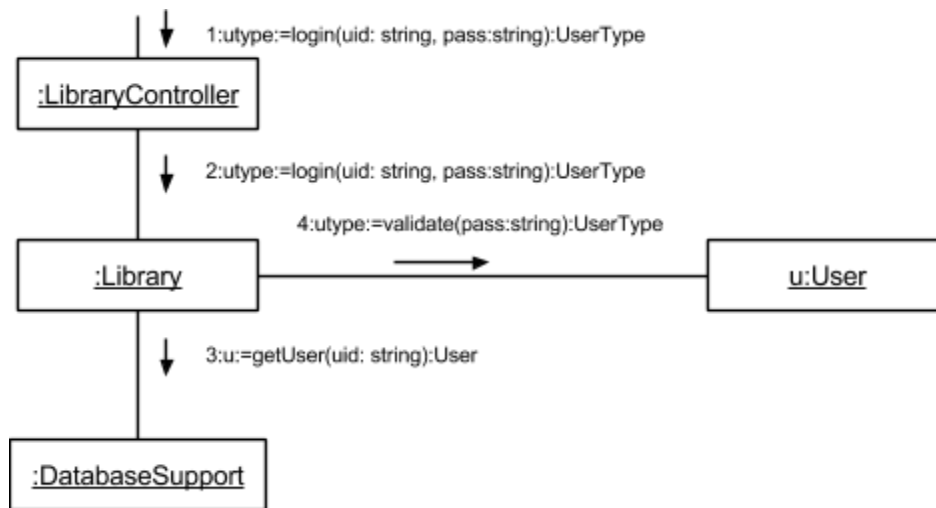 1:utype:=login(uid: string, pass:string):UserType
:LibraryController
2:utype:=login(uid: string, pass:string):UserType
4:utype:=validate(pass:string):UserType
:Library
u:User
3:u:=getUser(uid: string):User
:DatabaseSupport